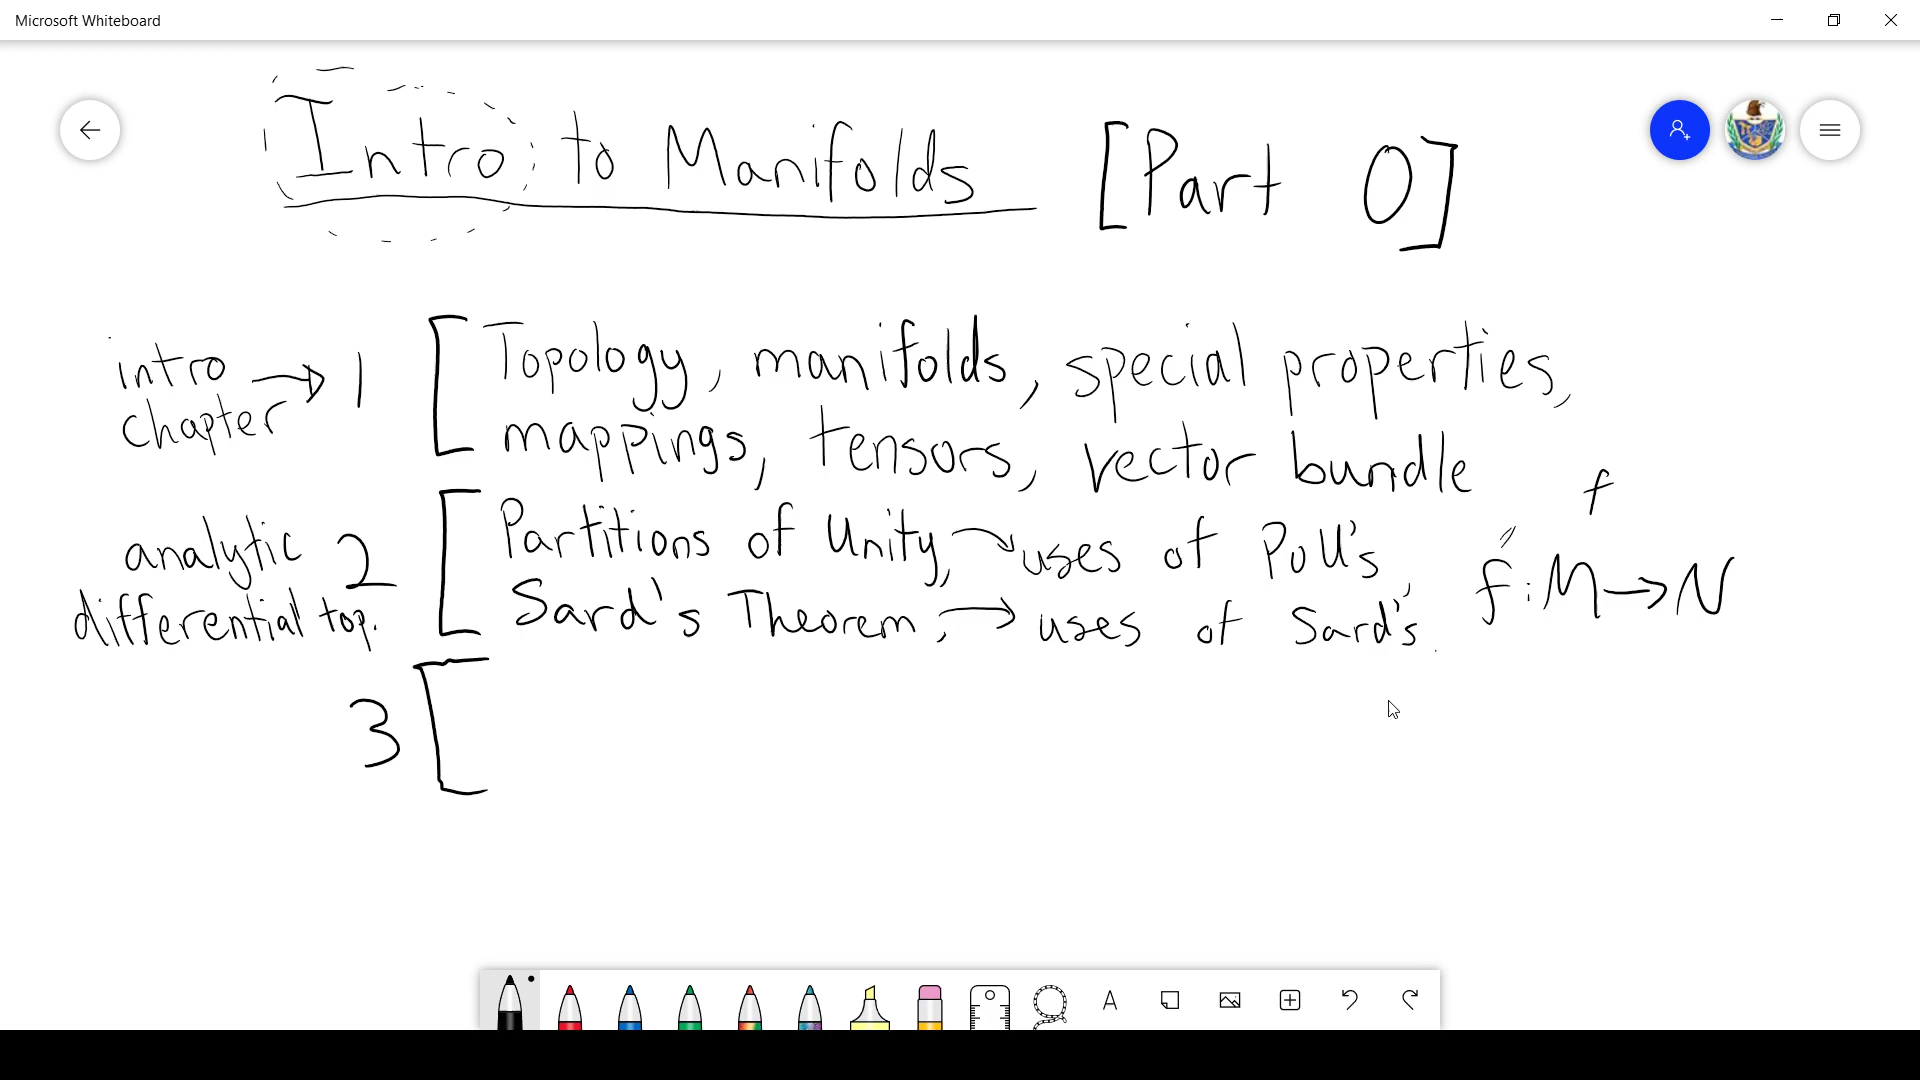 Microsoft Whiteboard
Intro to Manifolds [Part 0]
intro chapter → 1 [ Topology, manifolds, special properties,
mappings, tensors, vector bundle
f
analytic differential top. 2 [ Partitions of Unity, → uses of PoU's,
Sard's Theorem, → uses of Sard's.
f: M → N
3 [